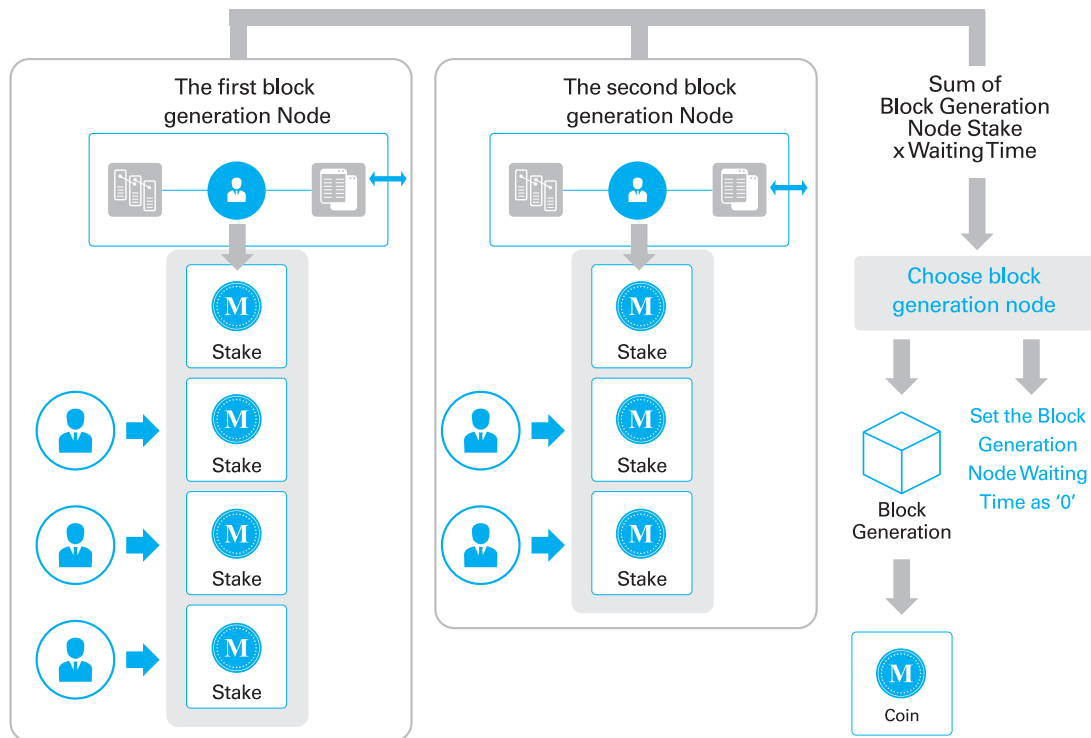 The first block
generation Node
M
Stake
M
Stake
M
Stake
M
Stake
The second block
generation Node
M
Stake
M
Stake
M
Stake
Sum of
Block Generation
Node Stake
x Waiting Time
Choose block
generation node
Block
Generation
Set the Block
Generation
Node Waiting
Time as ‘0’
M
Coin